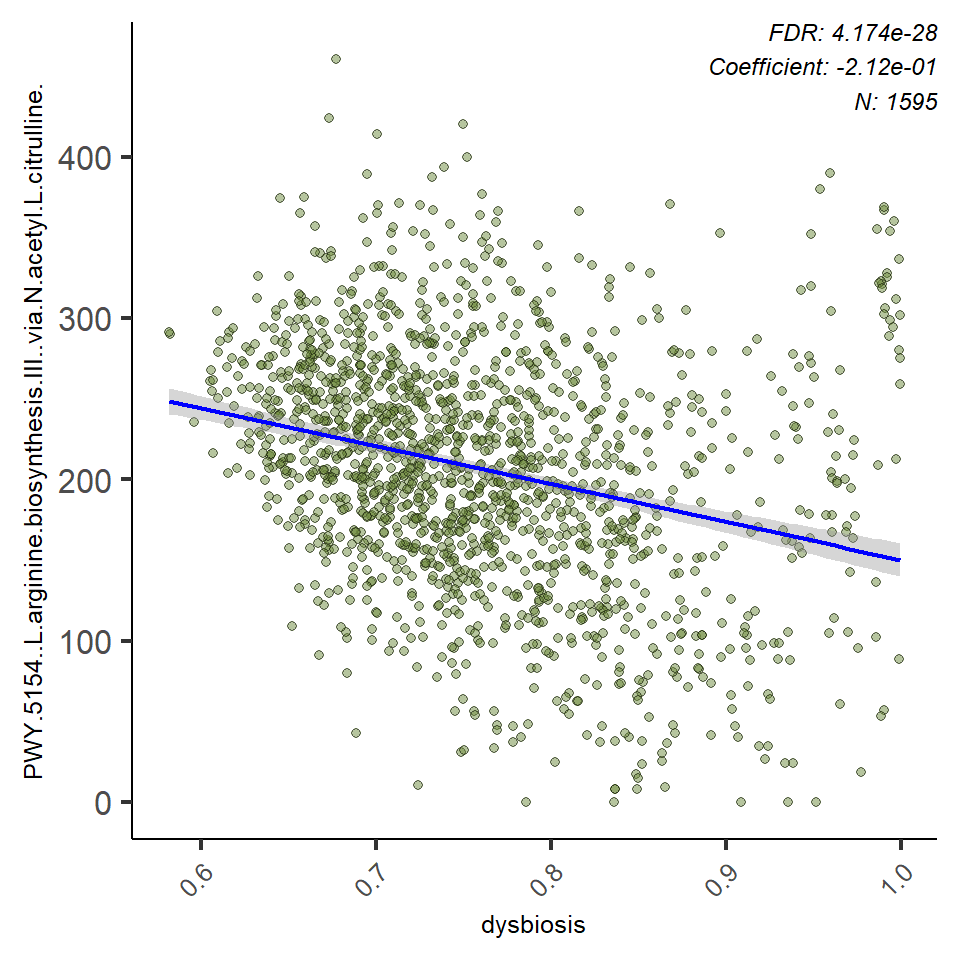 FDR: 4.174e-28
Coefficient: -2.12e-01
N: 1595
PWY.5154..L.arginine.biosynthesis.III..via.N.acetyl.L.citrulline.
400
300
200
100
0
0.6
0.7
0.8
0.9
1.0
dysbiosis